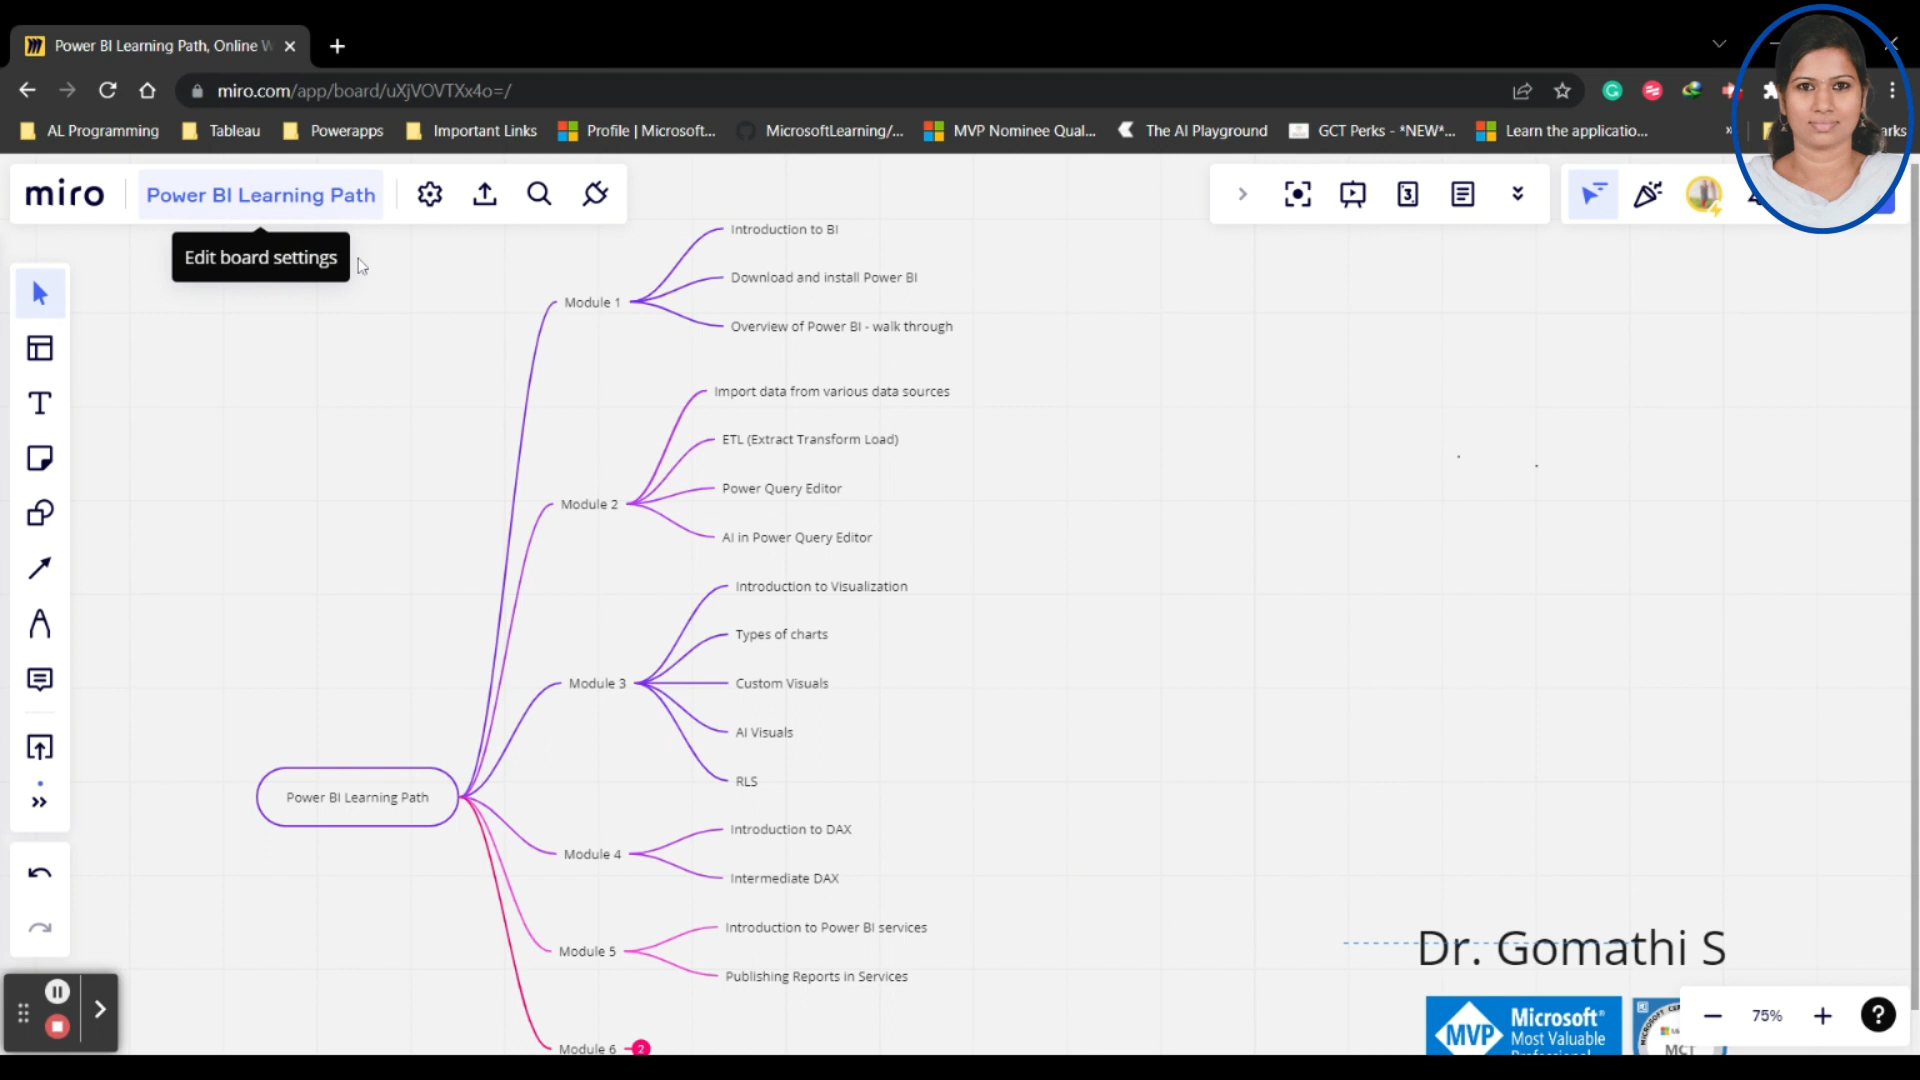 Power BI Learning Path, Online W
miro.com/app/board/uXjVOVTXx4o=/
AL Programming
Tableau
Powerapps
Important Links
Profile | Microsoft...
MicrosoftLearning/...
MVP Nominee Qual...
The AI Playground
GCT Perks - *NEW*...
Learn the applicatio...
»
arks
miro
Power BI Learning Path
3
Edit board settings
Introduction to BI
Download and install Power BI
Module 1
Overview of Power BI - walk through
Import data from various data sources
ETL (Extract Transform Load)
Power Query Editor
Module 2
AI in Power Query Editor
Introduction to Visualization
Types of charts
Custom Visuals
Module 3
AI Visuals
RLS
Power BI Learning Path
Introduction to DAX
Module 4
Intermediate DAX
Introduction to Power BI services
Module 5
Publishing Reports in Services
Module 6
2
Dr. Gomathi S
MVP
Microsoft®
Most Valuable
Professional
MCT
75%
?